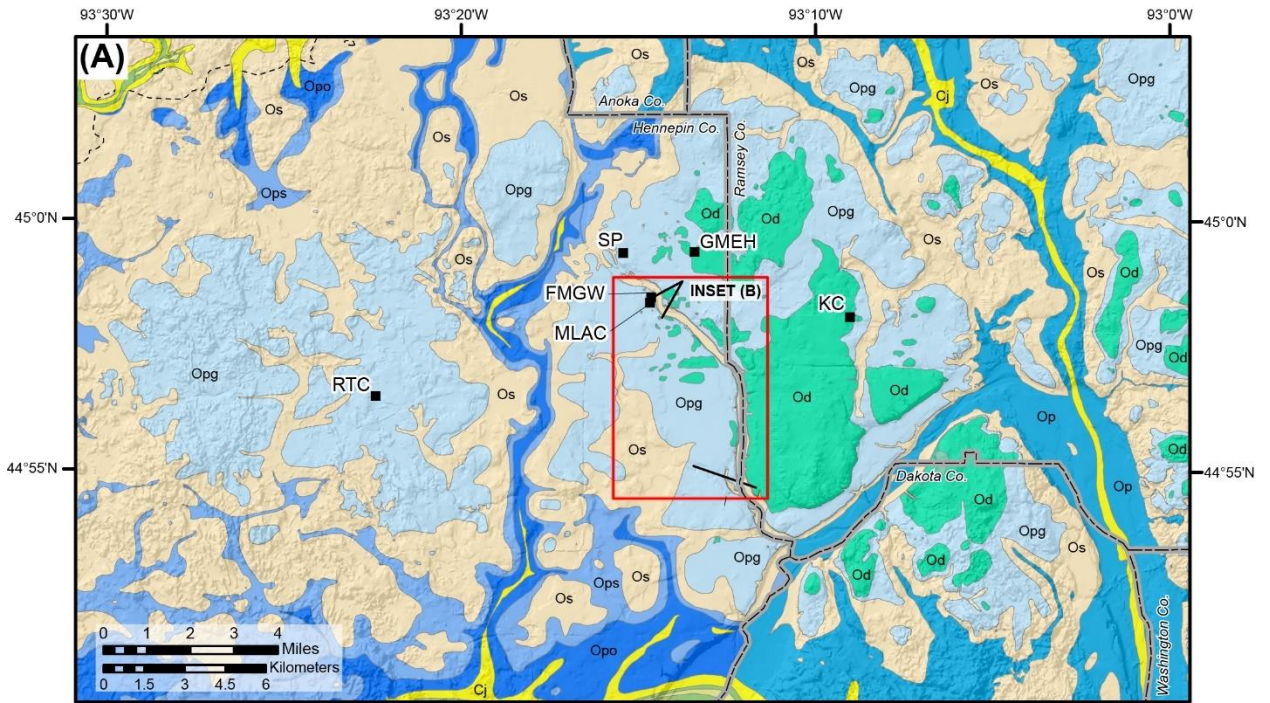 93°30'W 93°20'W 93°10'W 93°0'W
(A)
Os Opo Os Os Os Opg Cj Os Opg
Anoka Co.
Hennepin Co.
Ramsey Co.
Ops Opg Od Od Opg
45°0'N 45°0'N
SP GMEH Os Os Os Od
FMGW INSET (B) KC Opg
MLAC
Opg RTC Os Opg Od Od Od
Os Op Od
44°55'N 44°55'N
Dakota Co.
Od Op
Opg Opg Os
Ops Os Od Od
Os
Opo
Cj
Washington Co.
0 1 2 3 4
Miles
Kilometers
0 1.5 3 4.5 6